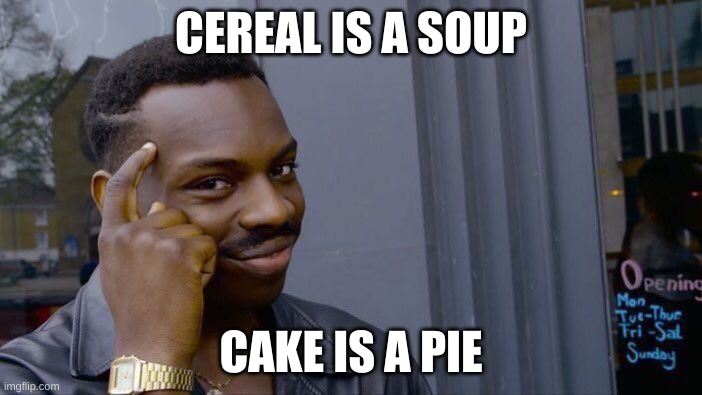 CEREAL IS A SOUP
Opening
Mon
Tue-Thur
Fri-Sat
Sunday
CAKE IS A PIE
imgflip.com